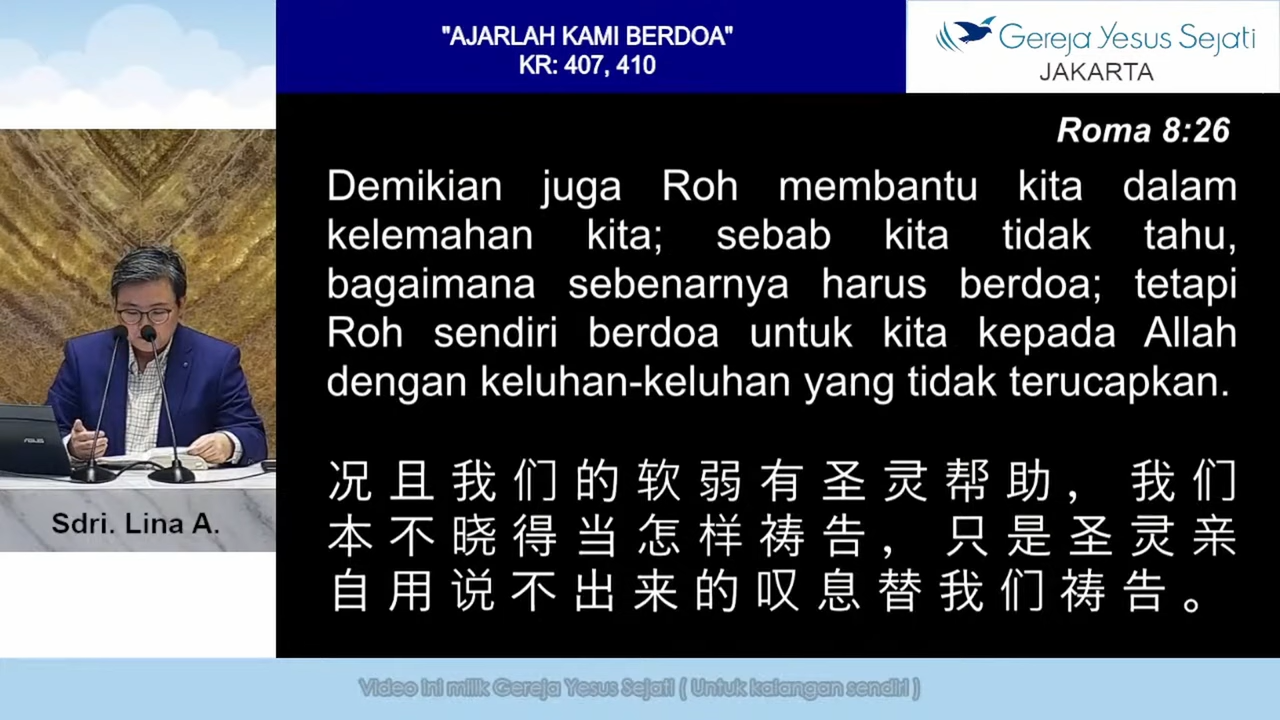 "AJARLAH KAMI BERDOA"
KR: 407, 410
Gereja Yesus Sejati
JAKARTA
Roma 8:26
Demikian juga Roh membantu kita dalam
kelemahan kita; sebab kita tidak tahu,
bagaimana sebenarnya harus berdoa; tetapi
Roh sendiri berdoa untuk kita kepada Allah
dengan keluhan-keluhan yang tidak terucapkan.
况且我们的软弱有圣灵帮助，我们
本不晓得当怎样祷告，只是圣灵亲
自用说不出来的叹息替我们祷告。
ASUS
Sdri. Lina A.
Video ini milik Gereja Yesus Sejati ( Untuk kalangan sendiri )